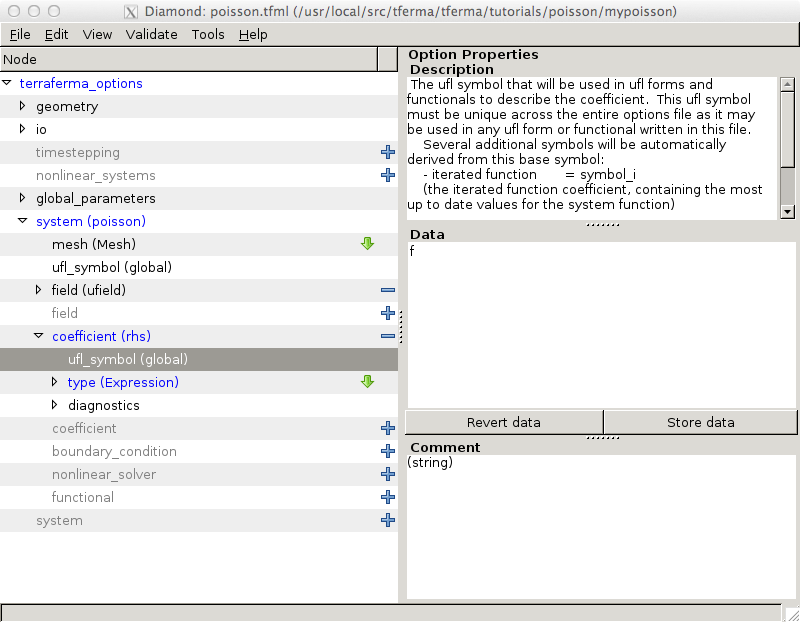 Diamond: poisson.tfml (/usr/local/src/tferma/tferma/tutorials/poisson/mypoisson)
File Edit View Validate Tools Help
Node
terraferma_options
geometry
io
timestepping
nonlinear_systems
global_parameters
system (poisson)
mesh (Mesh)
ufl_symbol (global)
field (ufield)
field
coefficient (rhs)
ufl_symbol (global)
type (Expression)
diagnostics
coefficient
boundary_condition
nonlinear_solver
functional
system
Option Properties
Description
The ufl symbol that will be used in ufl forms and
functionals to describe the coefficient.  This ufl symbol
must be unique across the entire options file as it may
be used in any ufl form or functional written in this file.
Several additional symbols will be automatically
derived from this base symbol:
- iterated function       = symbol_i
(the iterated function coefficient, containing the most
up to date values for the system function)
Data
f
Revert data
Store data
Comment
(string)